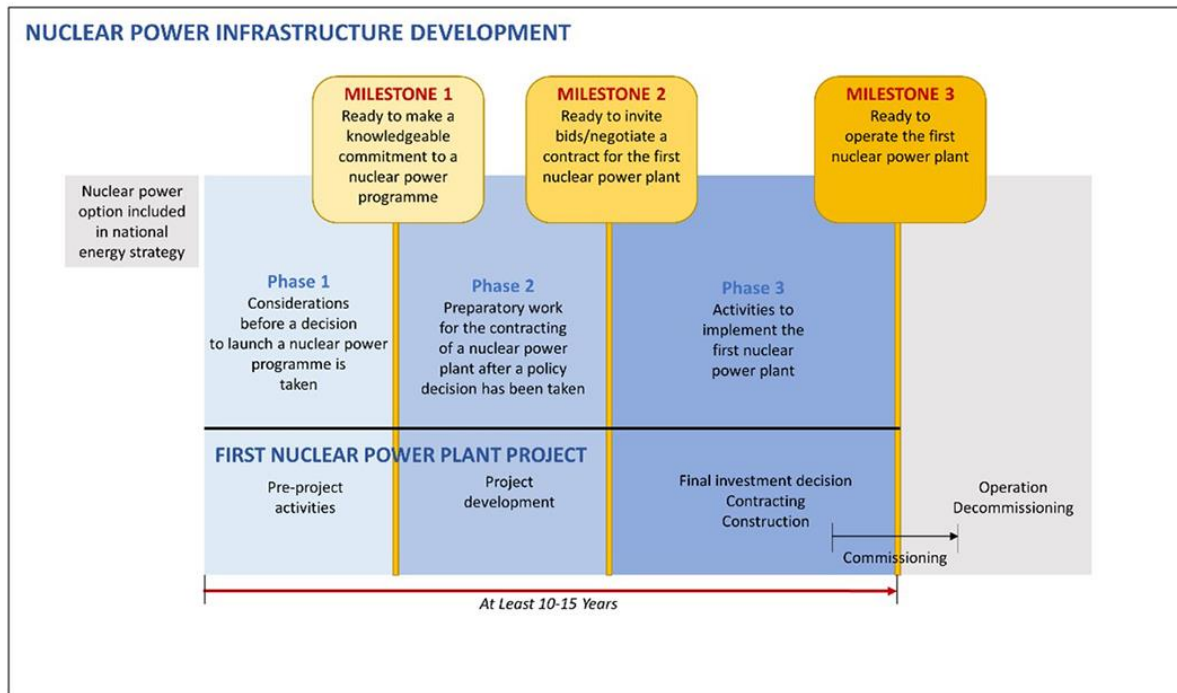 NUCLEAR POWER INFRASTRUCTURE DEVELOPMENT
MILESTONE 1
Ready to make a
knowledgeable
commitment to a
nuclear power
programme
MILESTONE 2
Ready to invite
bids/negotiate a
contract for the first
nuclear power plant
MILESTONE 3
Ready to
operate the first
nuclear power plant
Nuclear power
option included
in national
energy strategy
Phase 1
Considerations
before a decision
to launch a nuclear power
programme is
taken
Phase 2
Preparatory work
for the contracting
of a nuclear power
plant after a policy
decision has been taken
Phase 3
Activities to
implement the
first nuclear
power plant
FIRST NUCLEAR POWER PLANT PROJECT
Pre-project
activities
Project
development
Final investment decision
Contracting
Construction
Commissioning
Operation
Decommissioning
At Least 10-15 Years